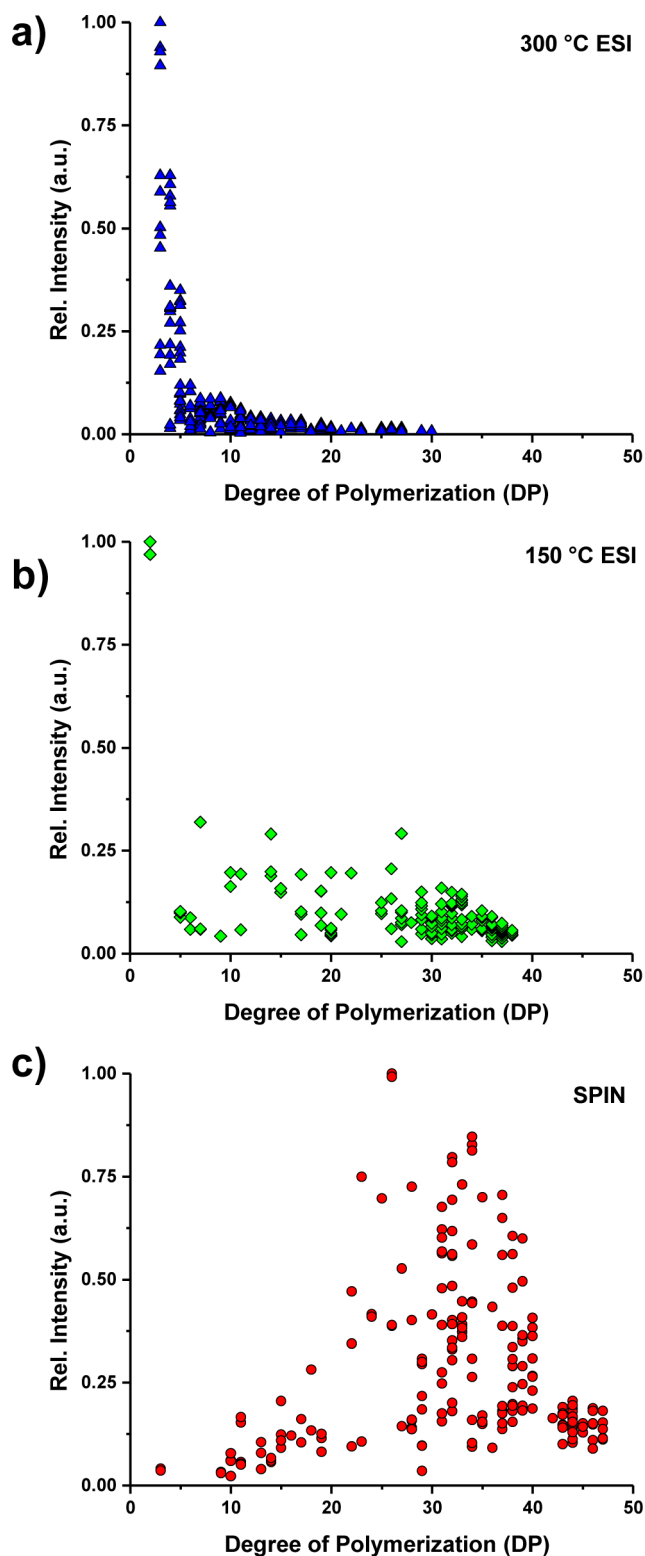 a)
300 °C ESI
1.00
0.75
0.50
0.25
0.00
Rel. Intensity (a.u.)
0 10 20 30 40 50
Degree of Polymerization (DP)
b)
150 °C ESI
1.00
0.75
0.50
0.25
0.00
Rel. Intensity (a.u.)
0 10 20 30 40 50
Degree of Polymerization (DP)
c)
SPIN
1.00
0.75
0.50
0.25
0.00
Rel. Intensity (a.u.)
0 10 20 30 40 50
Degree of Polymerization (DP)